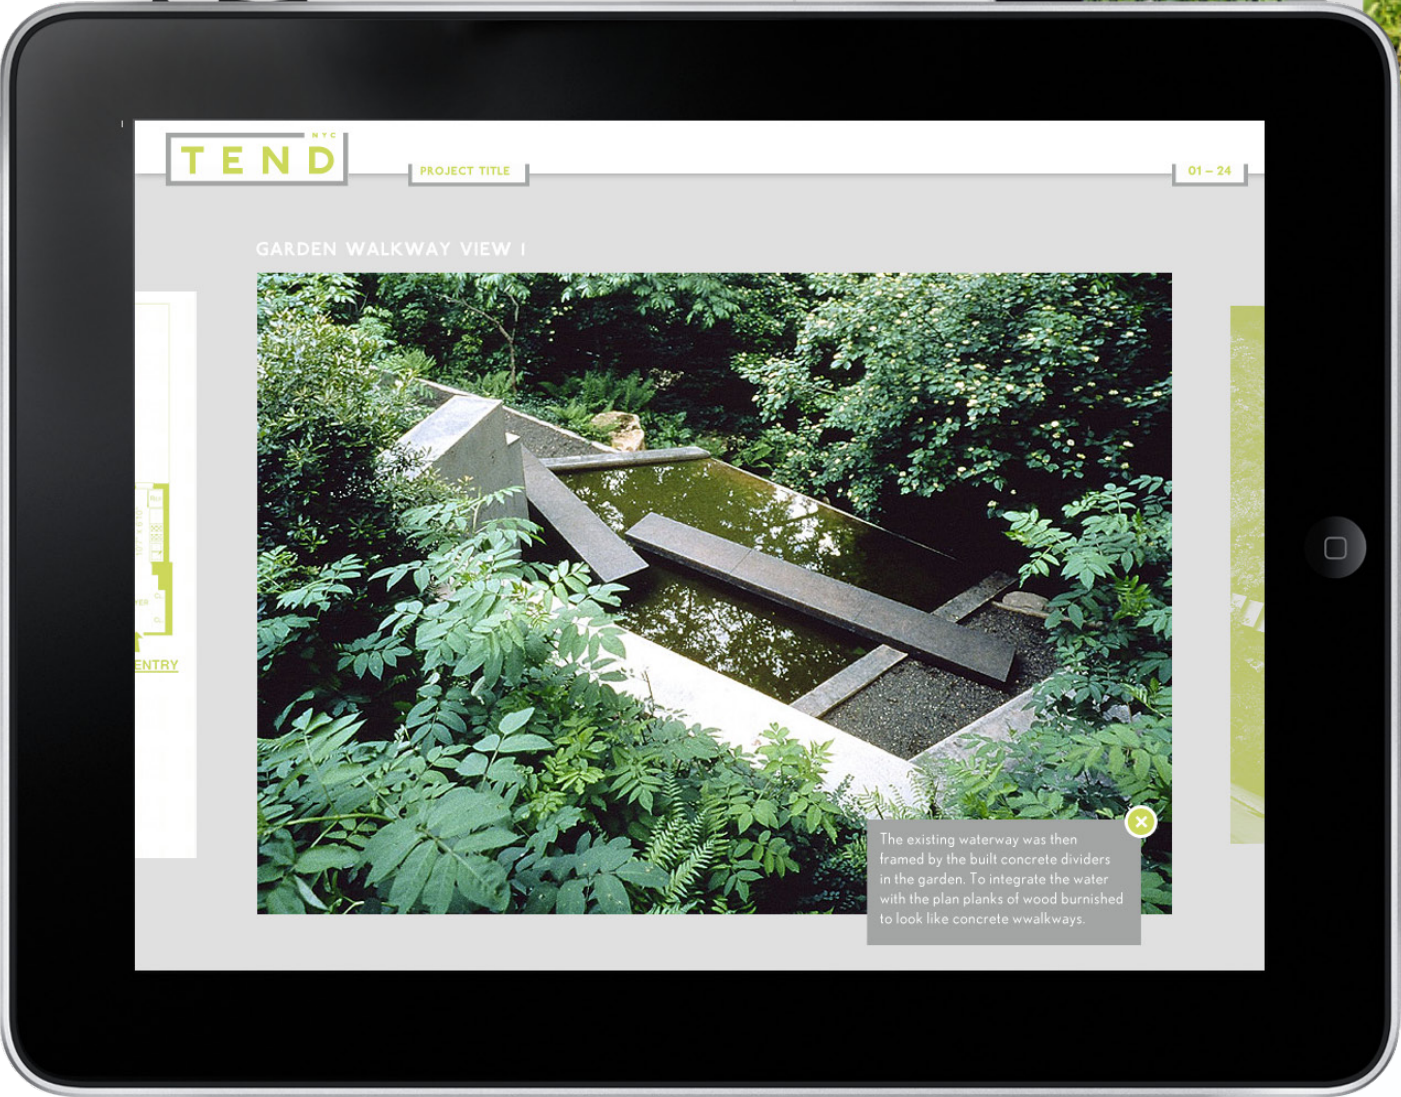 NYC
TEND
PROJECT TITLE
01 – 24
GARDEN WALKWAY VIEW 1
ENTRY
The existing waterway was then
framed by the built concrete dividers
in the garden. To integrate the water
with the plan planks of wood burnished
to look like concrete wwalkways.